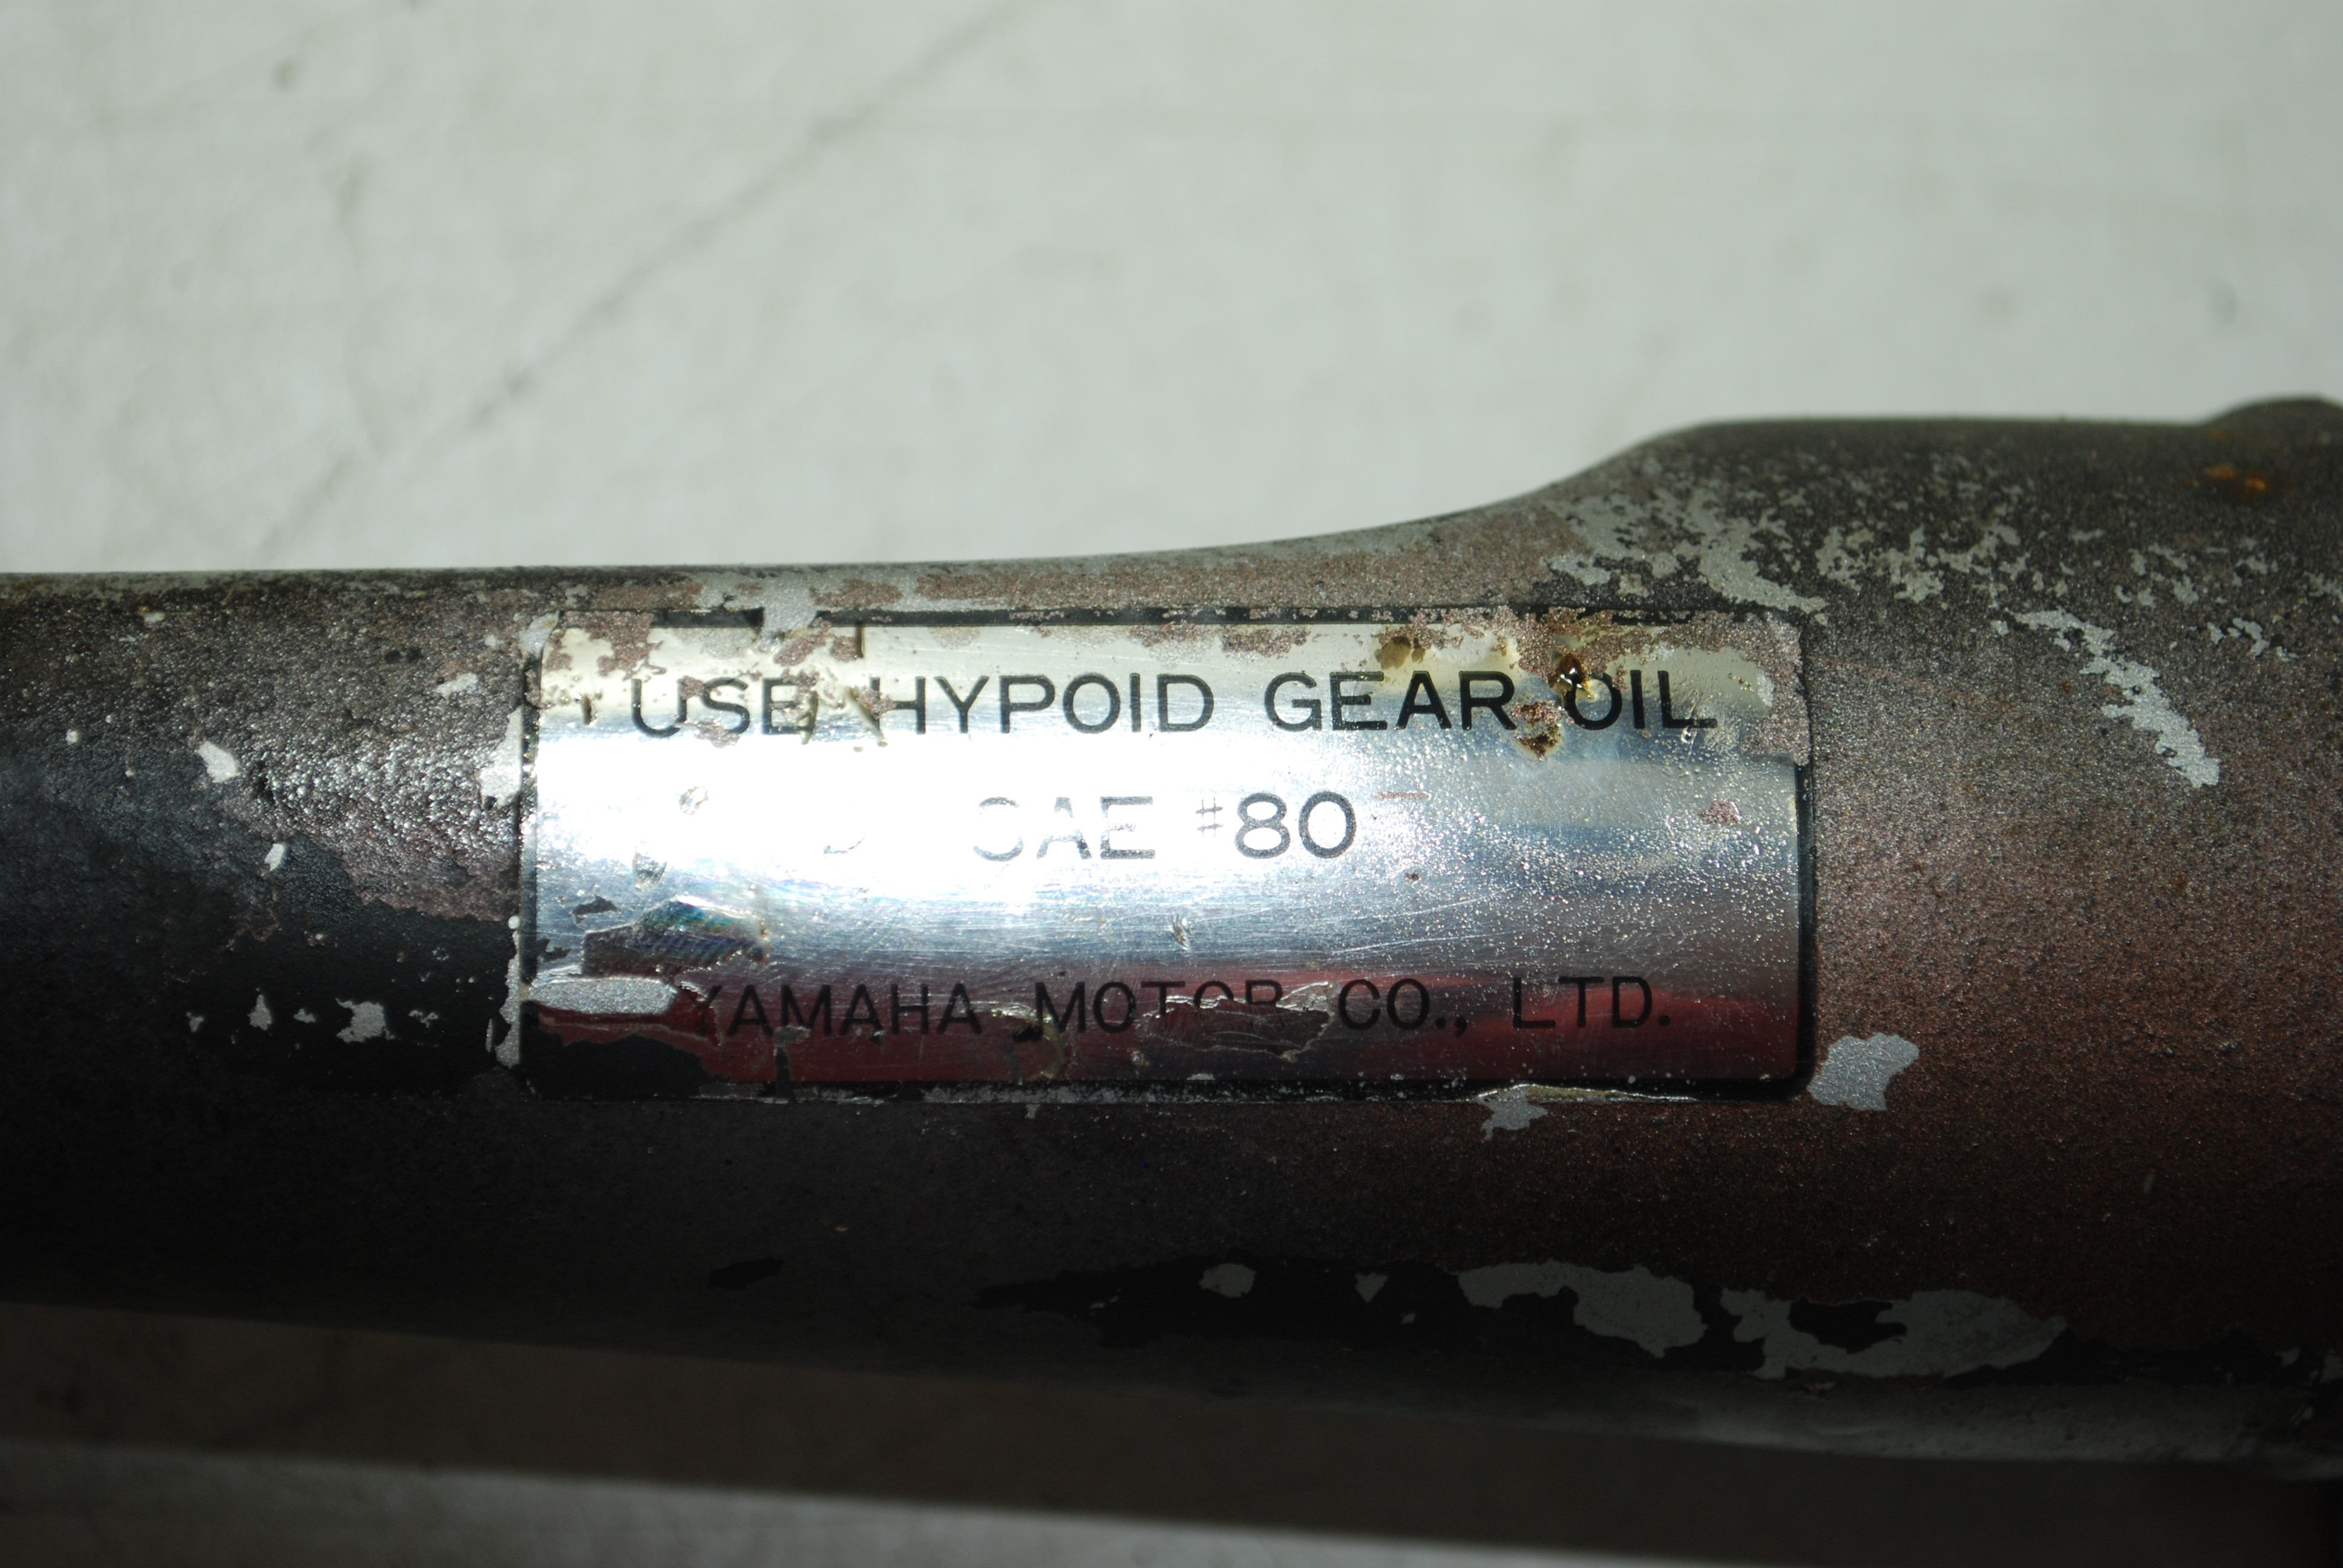 USE HYPOID GEAR OIL
SAE #80
YAMAHA MOTOR CO., LTD.